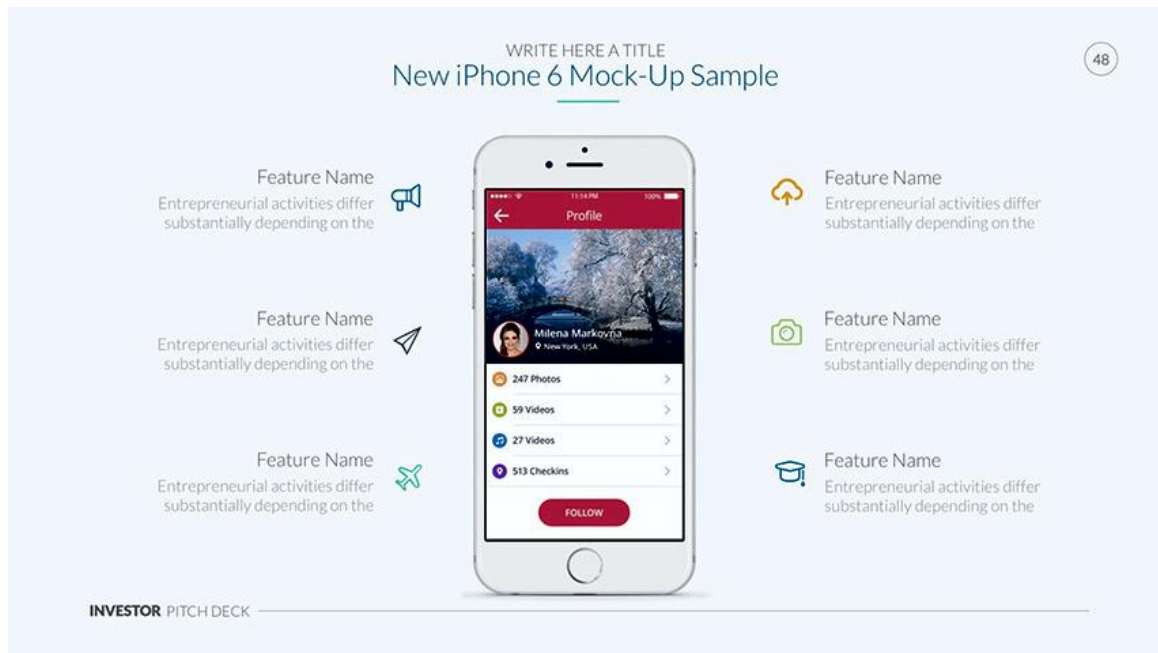 WRITE HERE A TITLE
New iPhone 6 Mock-Up Sample
48
Feature Name
Entrepreneurial activities differ
substantially depending on the
Feature Name
Entrepreneurial activities differ
substantially depending on the
Feature Name
Entrepreneurial activities differ
substantially depending on the
11:14 PM
100%
Profile
Milena Markovna
New York, USA
247 Photos
59 Videos
27 Videos
513 Checkins
FOLLOW
Feature Name
Entrepreneurial activities differ
substantially depending on the
Feature Name
Entrepreneurial activities differ
substantially depending on the
Feature Name
Entrepreneurial activities differ
substantially depending on the
INVESTOR PITCH DECK